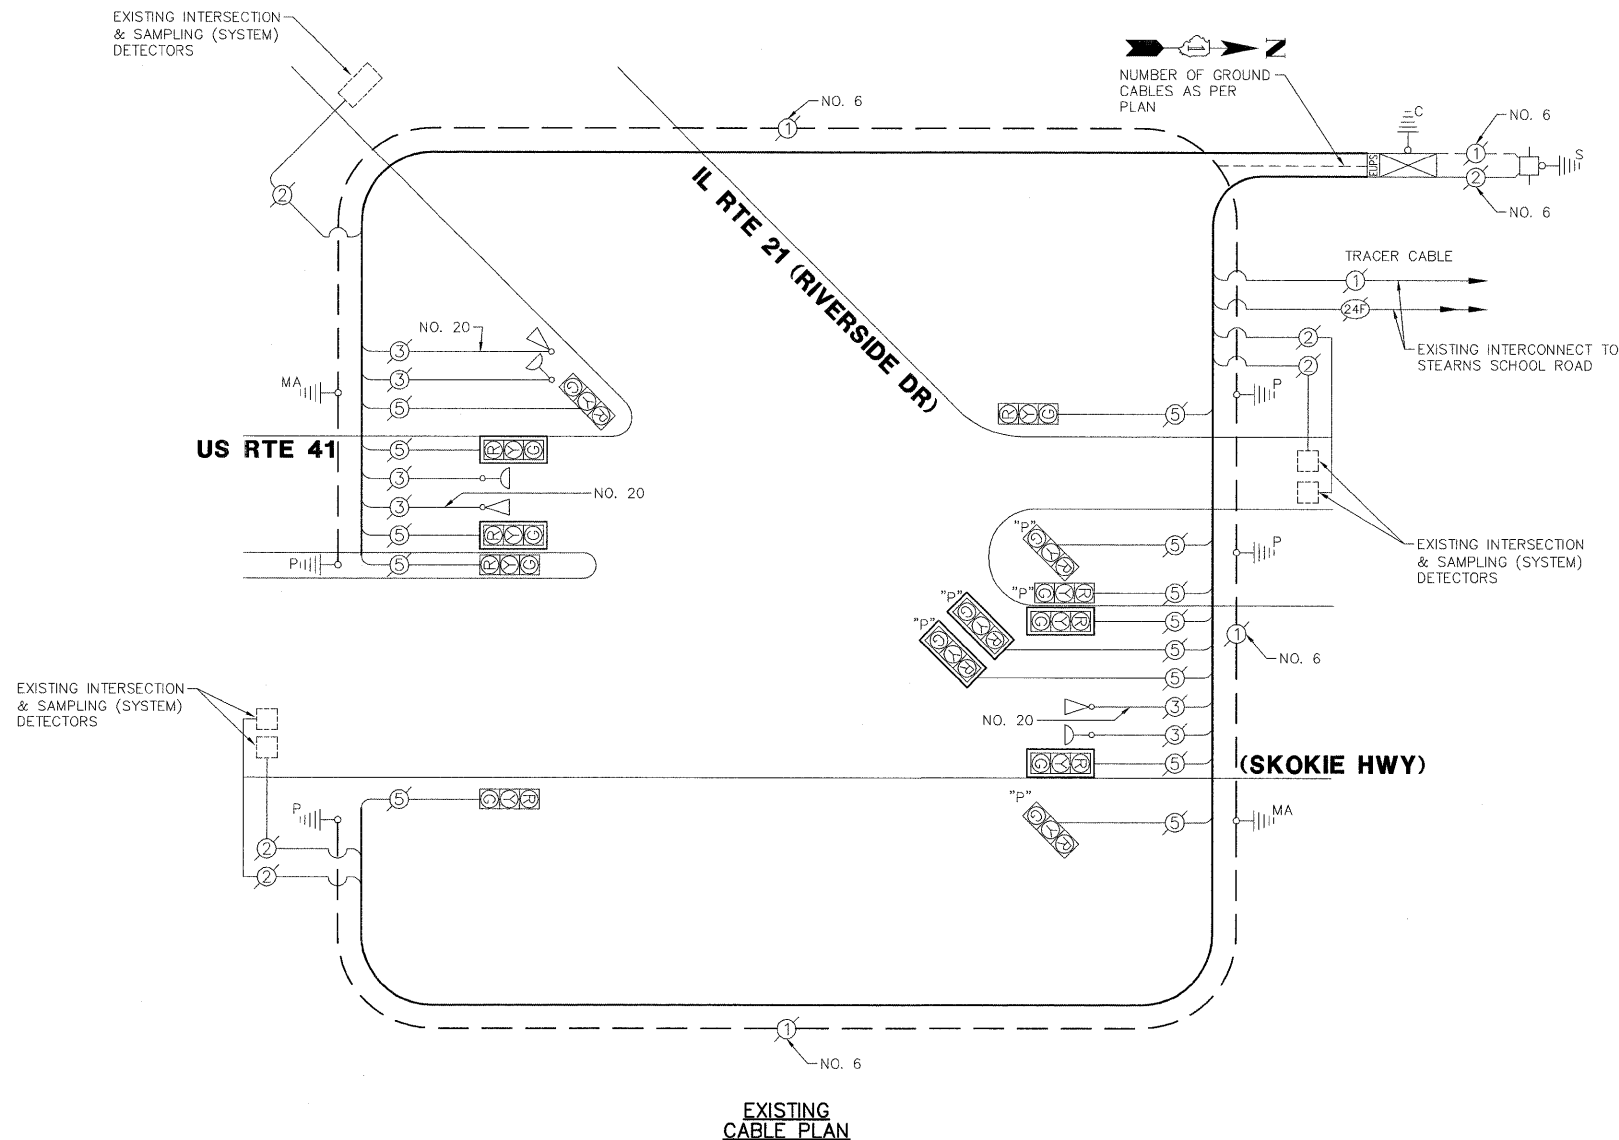 EXISTING INTERSECTION
& SAMPLING (SYSTEM)
DETECTORS
NO. 6
1
NUMBER OF GROUND
CABLES AS PER
PLAN
1
N
C
NO. 6
1
EUPS
S
2
NO. 6
2
IL RTE 21 (RIVERSIDE DR)
TRACER CABLE
1
24F
2
2
EXISTING INTERCONNECT TO
STEARNS SCHOOL ROAD
NO. 20
3
3
MA
5
G Y R
P
R Y G
5
US RTE 41
5
R Y G
3
3
NO. 20
5
R Y G
P
5
R Y G
"P"
G Y R
5
P
EXISTING INTERSECTION
& SAMPLING (SYSTEM)
DETECTORS
"P"
G Y R
5
"P"
G Y R
G Y R
5
"P"
G Y R
5
5
1
NO. 6
EXISTING INTERSECTION
& SAMPLING (SYSTEM)
DETECTORS
3
NO. 20
3
G Y R
5
(SKOKIE HWY)
5
G Y R
"P"
G Y R
5
MA
P
2
2
1
NO. 6
EXISTING
CABLE PLAN